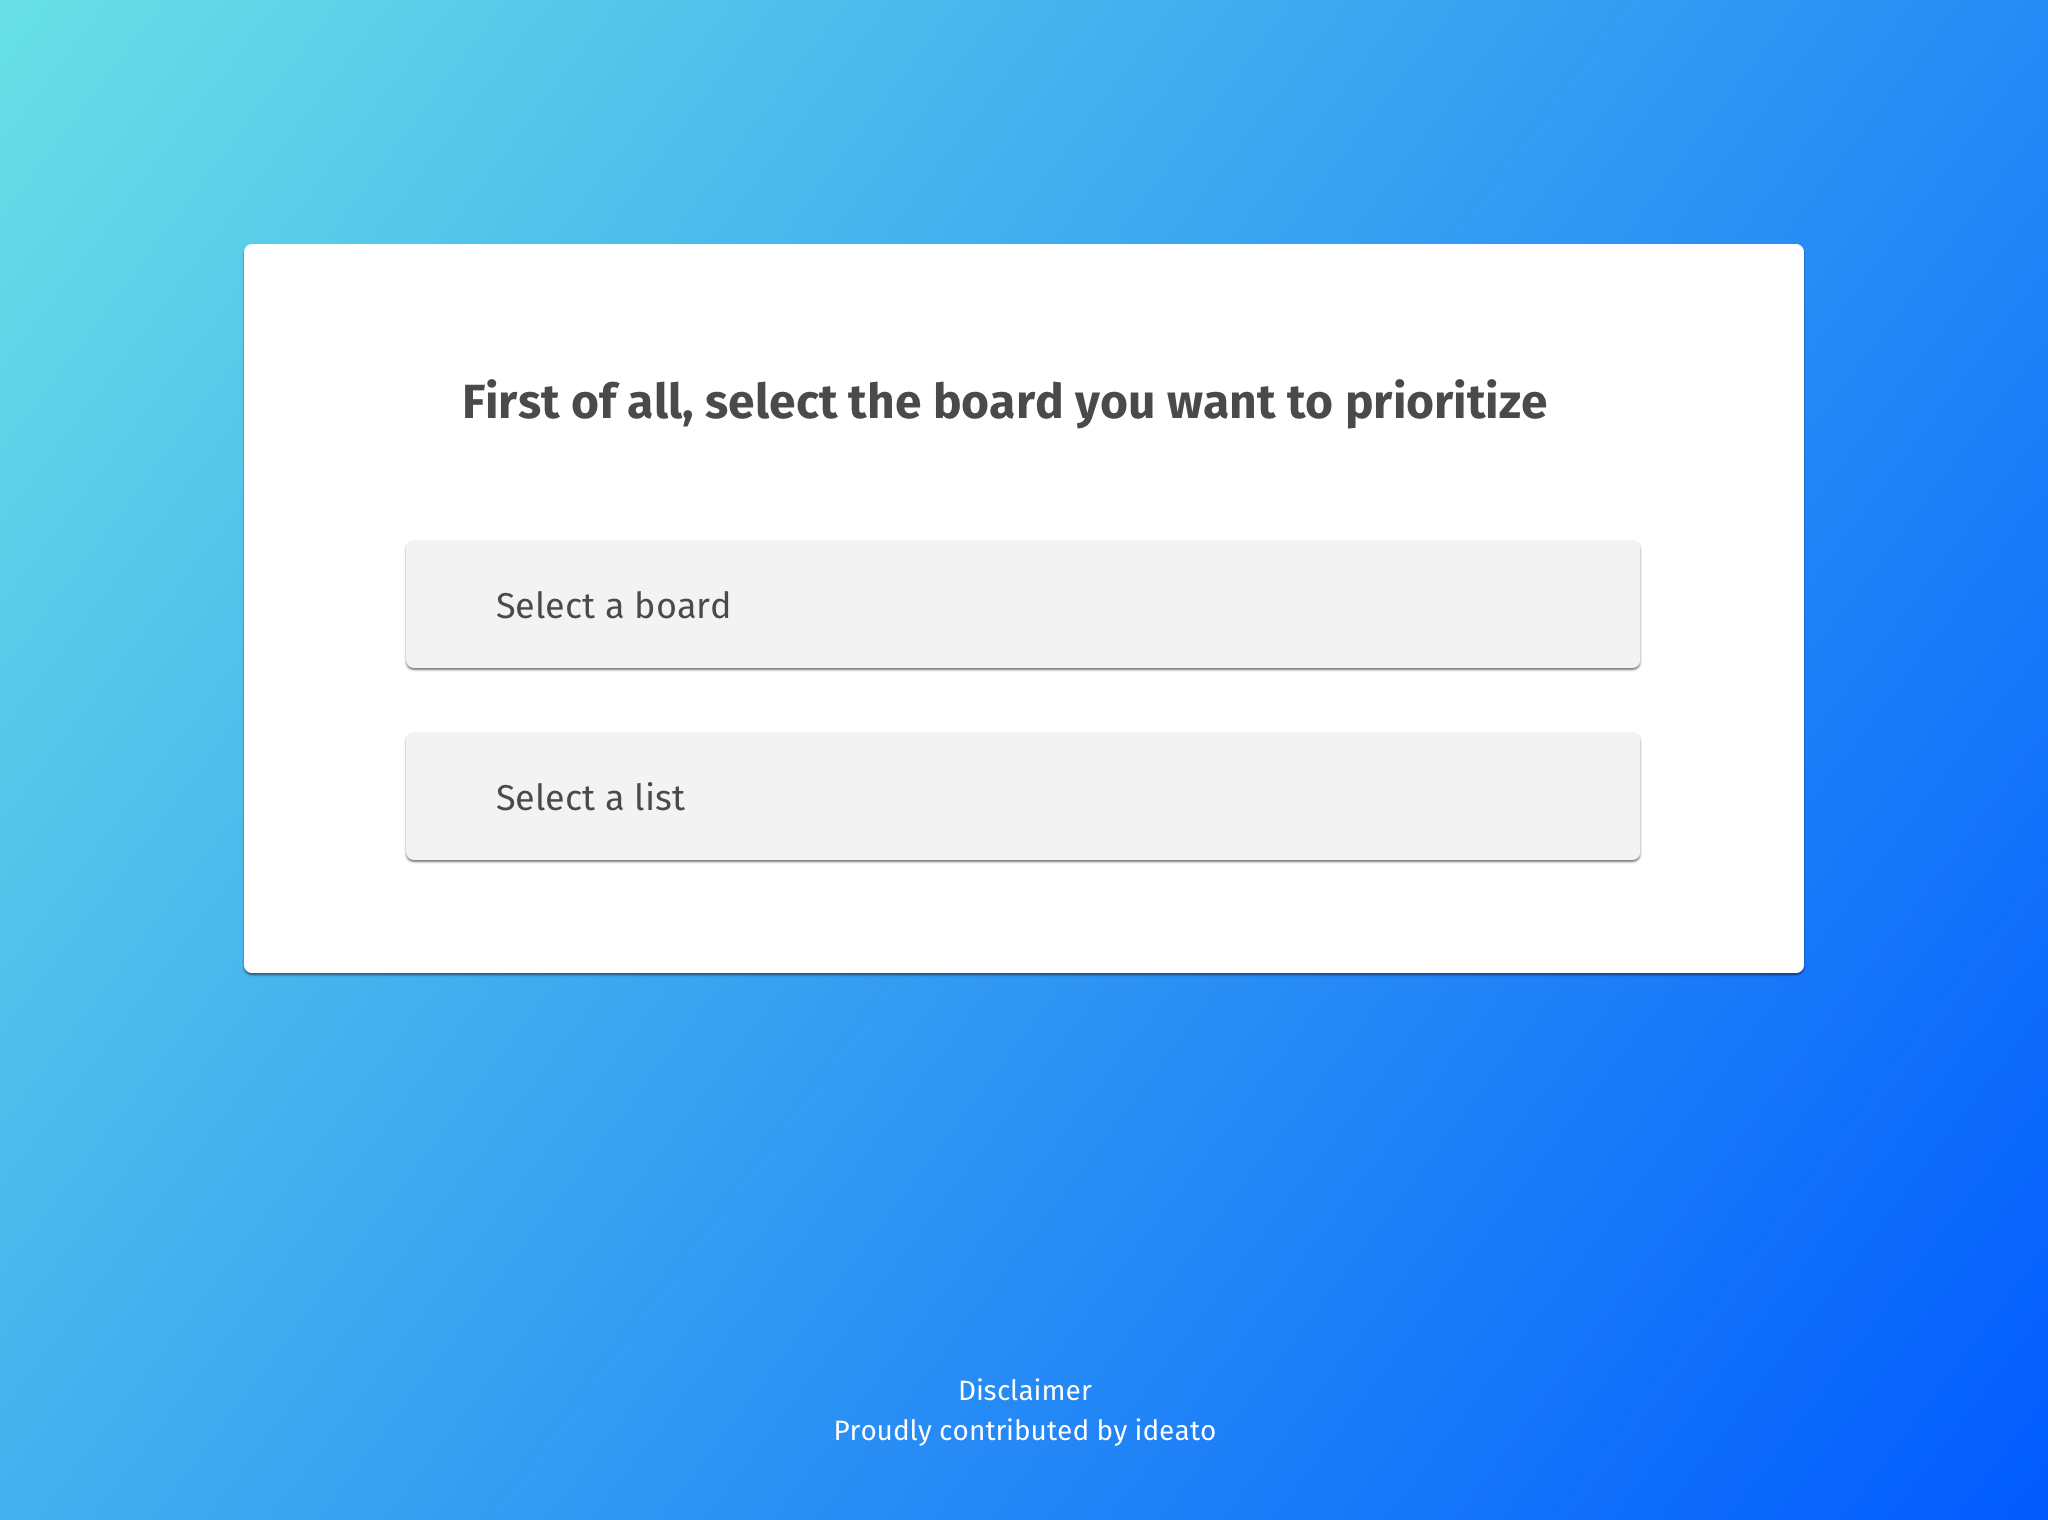 First of all, select the board you want to prioritize
Select a board
Select a list
Disclaimer
Proudly contributed by ideato